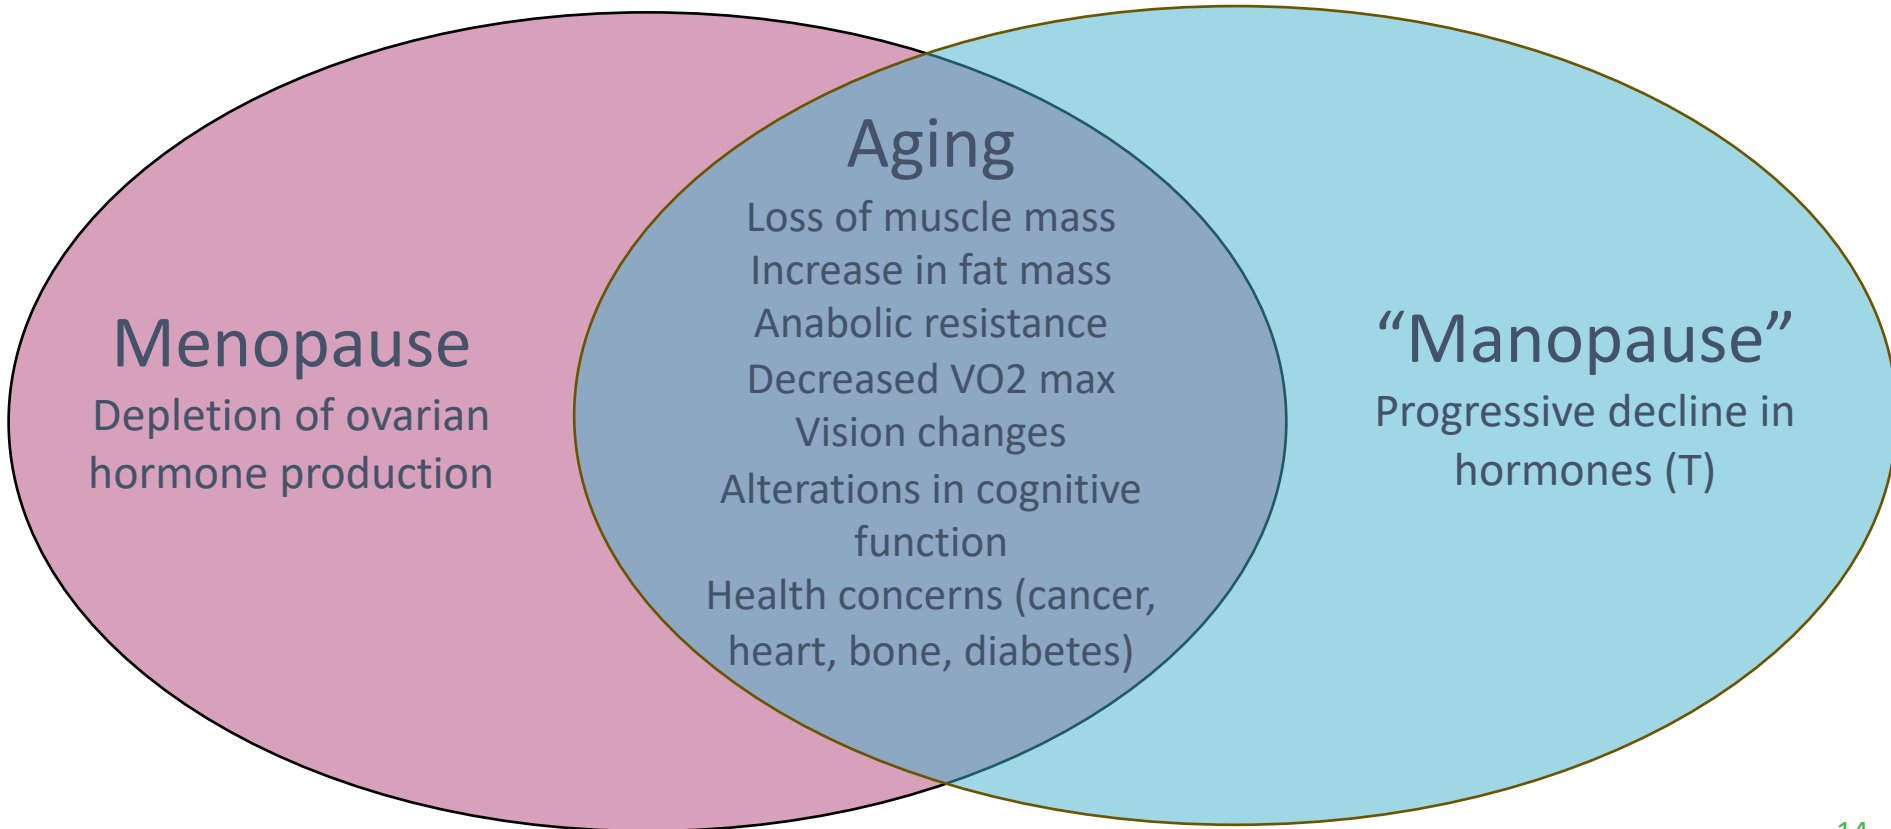 Menopause
Depletion of ovarian
hormone production
Aging
Loss of muscle mass
Increase in fat mass
Anabolic resistance
Decreased VO2 max
Vision changes
Alterations in cognitive
function
Health concerns (cancer,
heart, bone, diabetes)
“Manopause”
Progressive decline in
hormones (T)
14